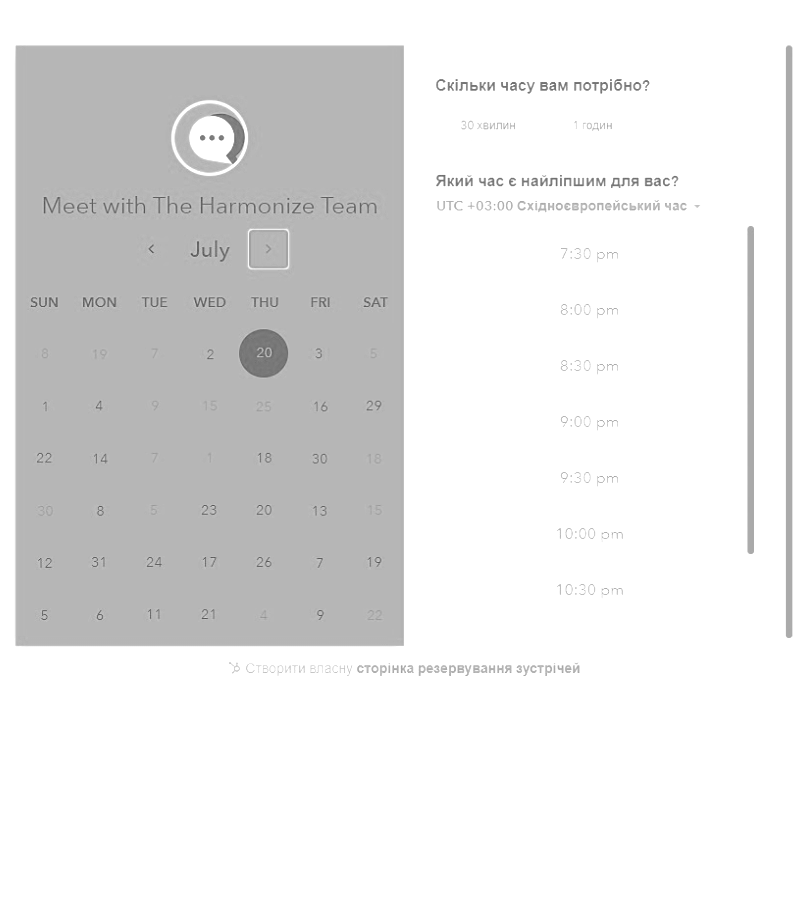 Meet with The Harmonize Team
July
SUN MON TUE WED THU FRI SAT
8 19 7 2 20 3 5
1 4 9 15 25 16 29
22 14 7 1 18 30 18
30 8 5 23 20 13 15
12 31 24 17 26 7 19
5 6 11 21 4 9 22
Скільки часу вам потрібно?
30 хвилин 1 годин
Який час є найліпшим для вас?
UTC +03:00 Східноєвропейський час
7:30 pm
8:00 pm
8:30 pm
9:00 pm
9:30 pm
10:00 pm
10:30 pm
Створити власну сторінка резервування зустрічей